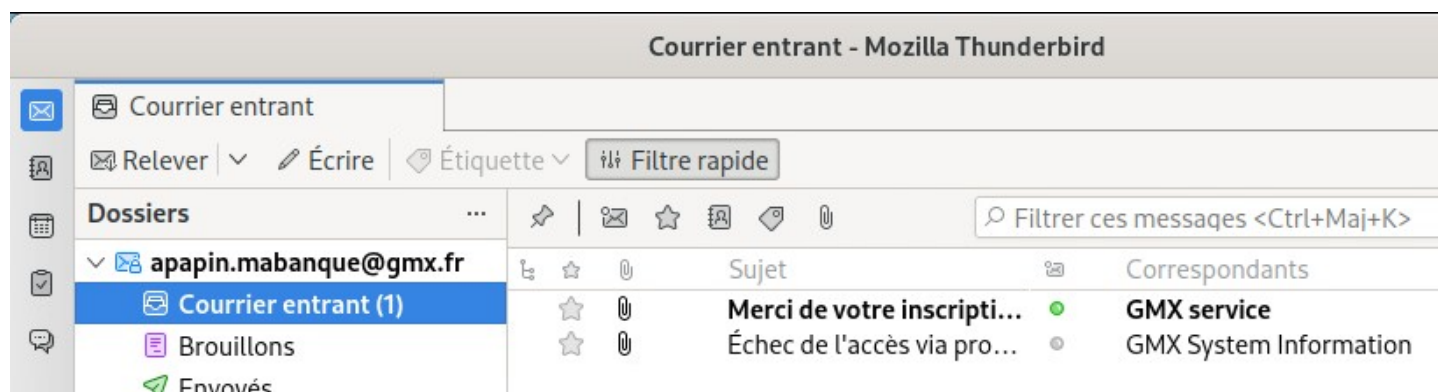 Courrier entrant - Mozilla Thunderbird
Courrier entrant
Relever Écrire Étiquette Filtre rapide
Dossiers ... Filtrer ces messages <Ctrl+Maj+K>
apapin.mabanque@gmx.fr Sujet Correspondants
Courrier entrant (1) Merci de votre inscripti... GMX service
Brouillons Échec de l'accès via pro... GMX System Information
Envoyés